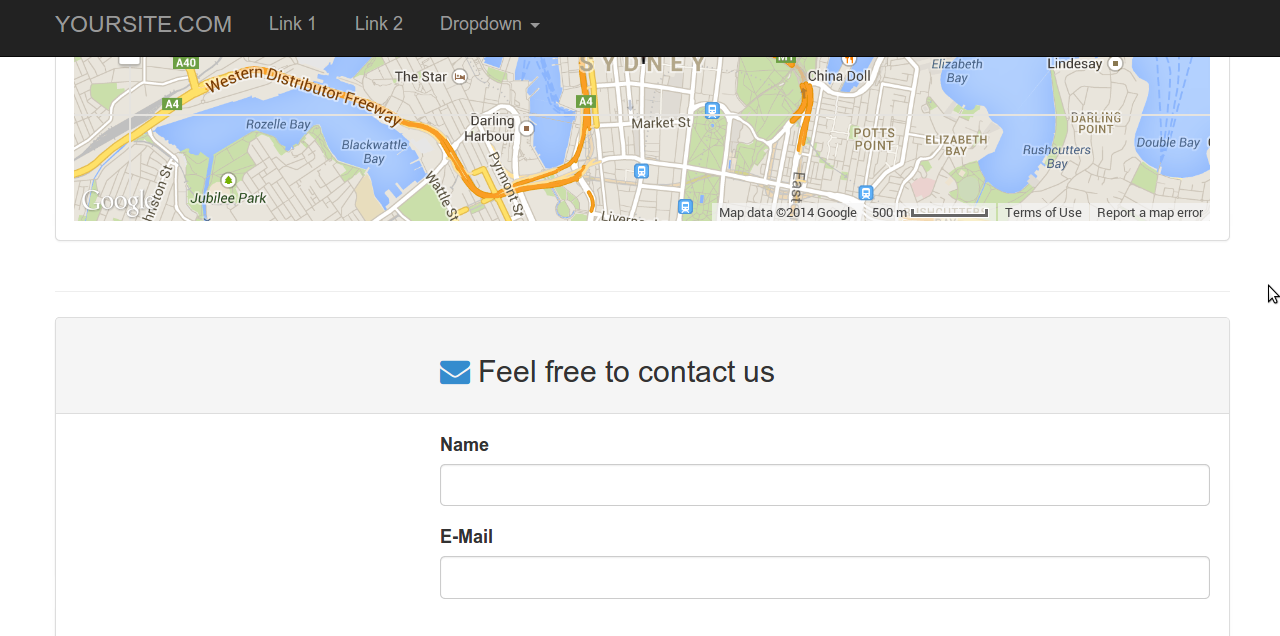 YOURSITE.COM Link 1 Link 2 Dropdown
A40
SYDNEY
M1
Elizabeth
Bay
Lindesay
The Star
China Doll
Western Distributor Freeway
A4
A4
Rozelle Bay
Darling
Harbour
Market St
POTTS
POINT
DARLING
POINT
ELIZABETH
BAY
Blackwattle
Bay
Rushcutters
Bay
Double Bay
Pyrmont St
Wattle St
Jubilee Park
East
Google
Map data ©2014 Google 500 m Terms of Use Report a map error
Feel free to contact us
Name
E-Mail